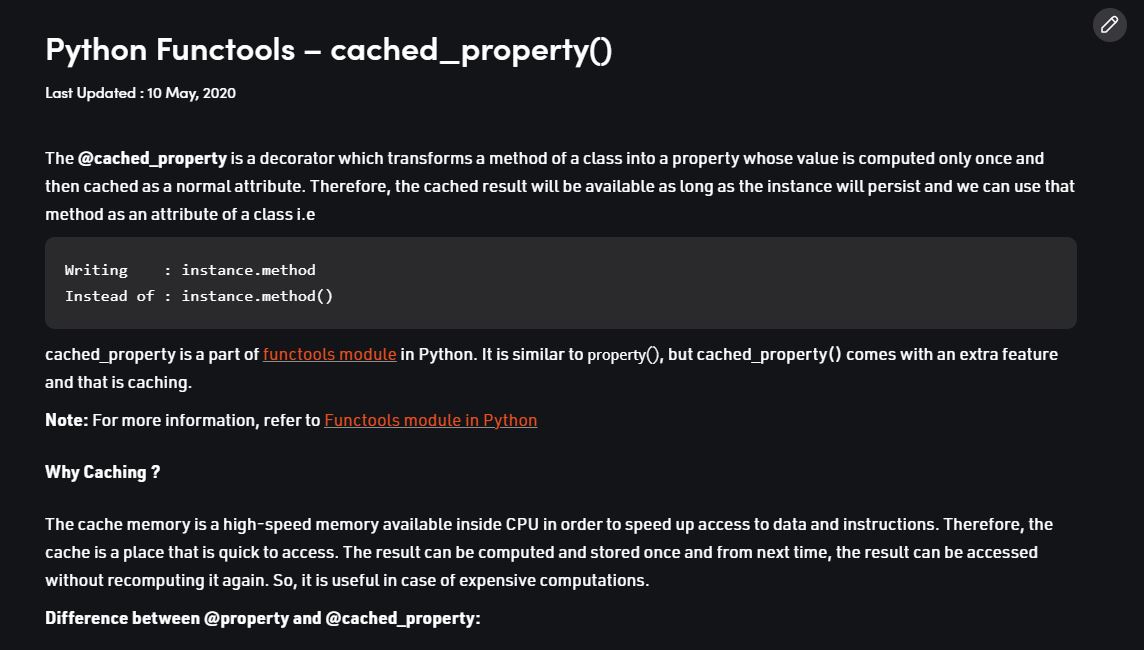 Python Functools – cached_property()
Last Updated : 10 May, 2020
The @cached_property is a decorator which transforms a method of a class into a property whose value is computed only once and
then cached as a normal attribute. Therefore, the cached result will be available as long as the instance will persist and we can use that
method as an attribute of a class i.e
Writing    : instance.method
Instead of : instance.method()
cached_property is a part of functools module in Python. It is similar to property(), but cached_property() comes with an extra feature
and that is caching.
Note: For more information, refer to Functools module in Python
Why Caching ?
The cache memory is a high-speed memory available inside CPU in order to speed up access to data and instructions. Therefore, the
cache is a place that is quick to access. The result can be computed and stored once and from next time, the result can be accessed
without recomputing it again. So, it is useful in case of expensive computations.
Difference between @property and @cached_property: